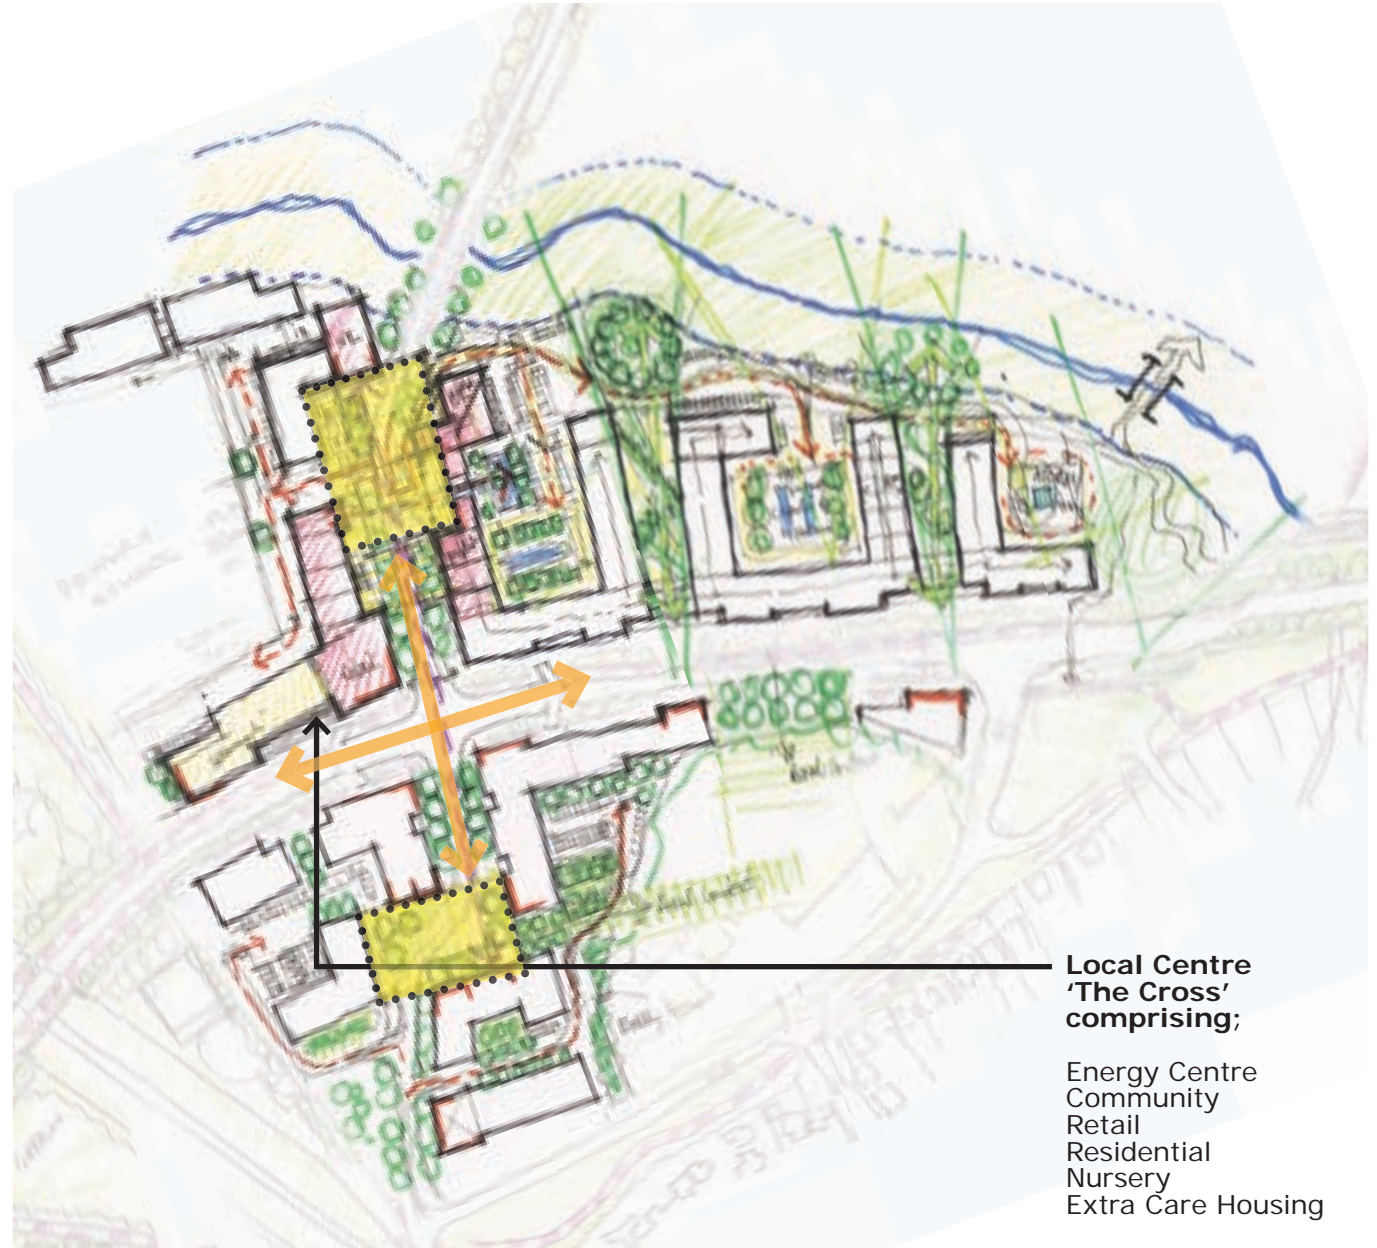 Local Centre
‘The Cross’
comprising;
Energy Centre
Community
Retail
Residential
Nursery
Extra Care Housing